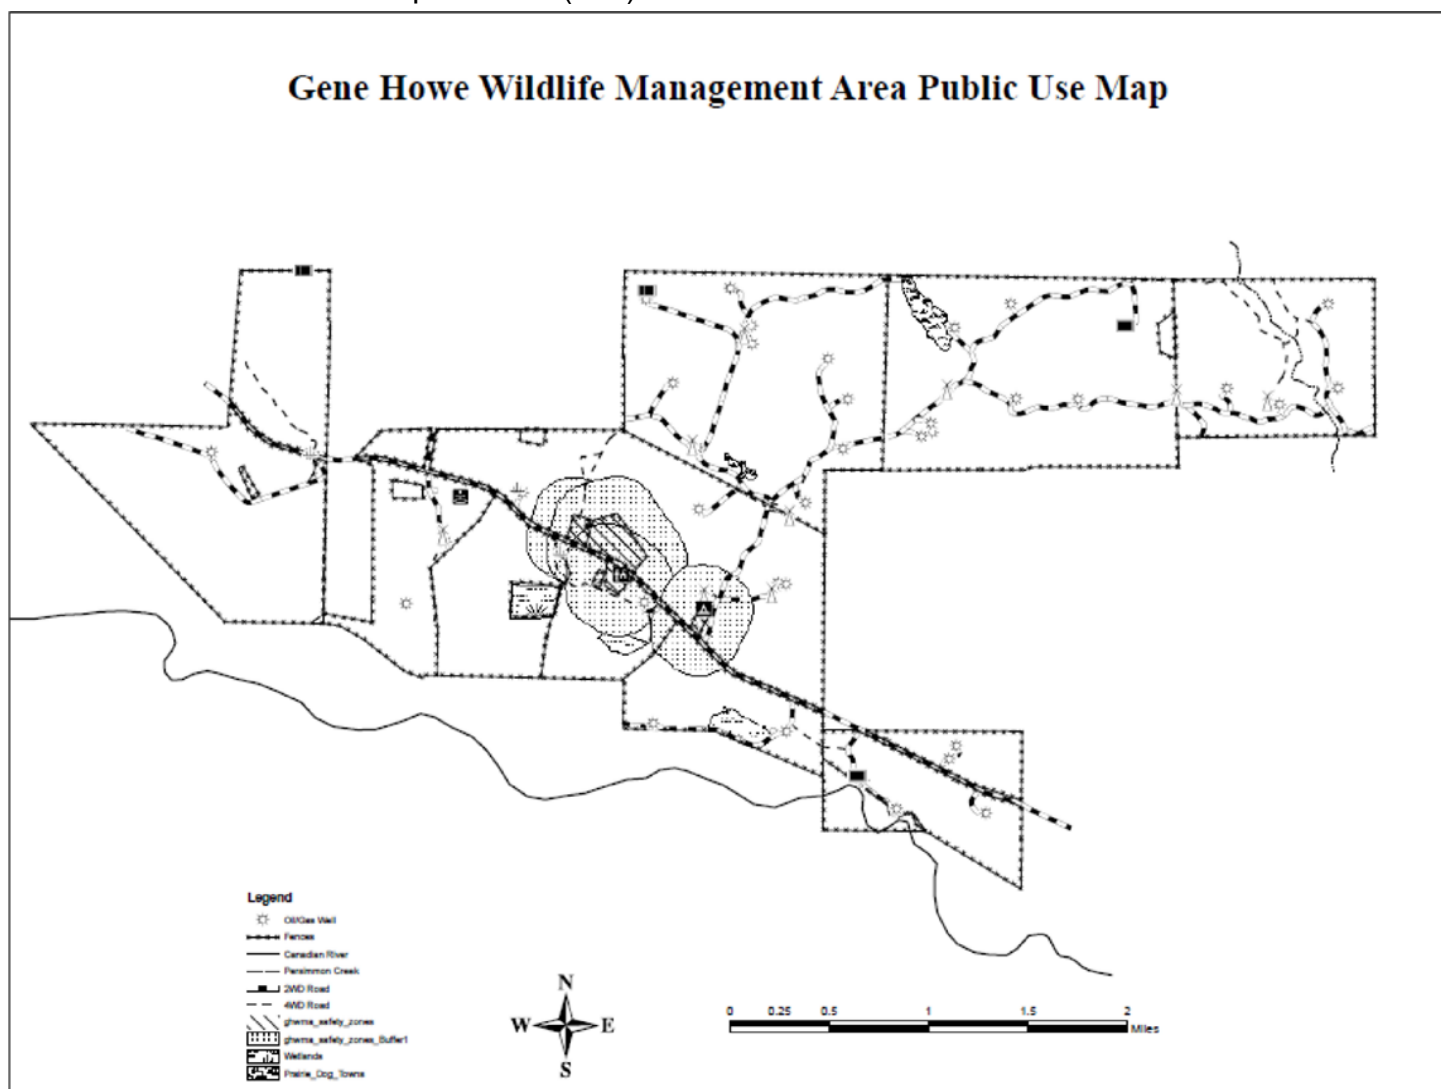 Gene Howe Wildlife Management Area Public Use Map
Legend
Oil/Gas Well
Fences
Canadian River
Persimmon Creek
2WD Road
4WD Road
ghwma_safety_zones
ghwma_safety_zones_Buffer1
Wetlands
Prairie_Dog_Towns
N
W E
S
0 0.25 0.5 1 1.5 2
Miles